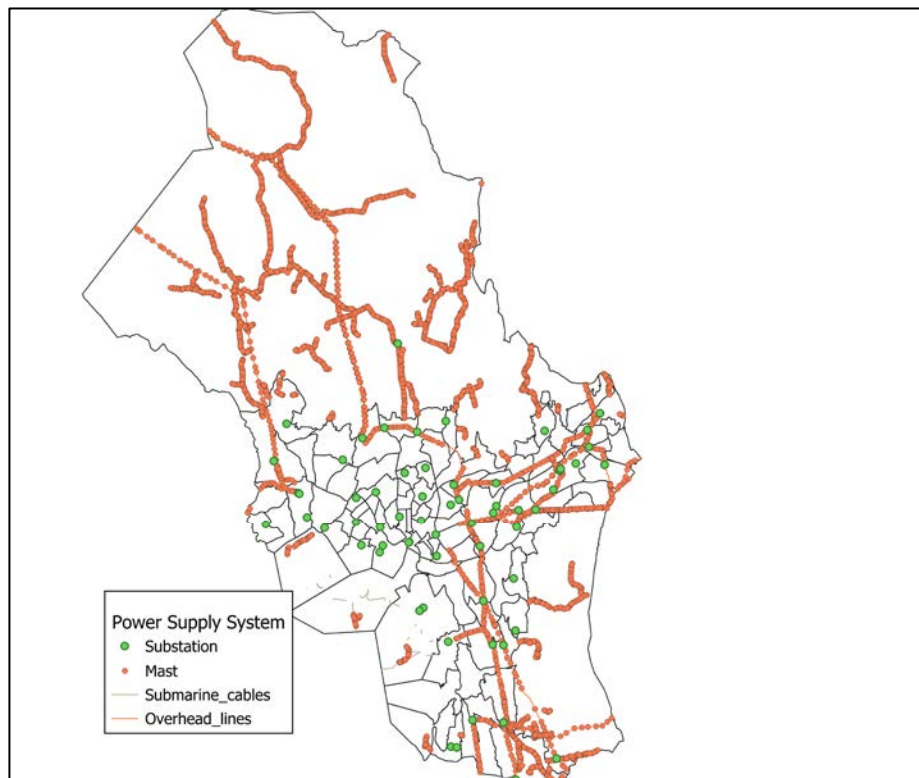 Power Supply System
Substation
Mast
Submarine_cables
Overhead_lines